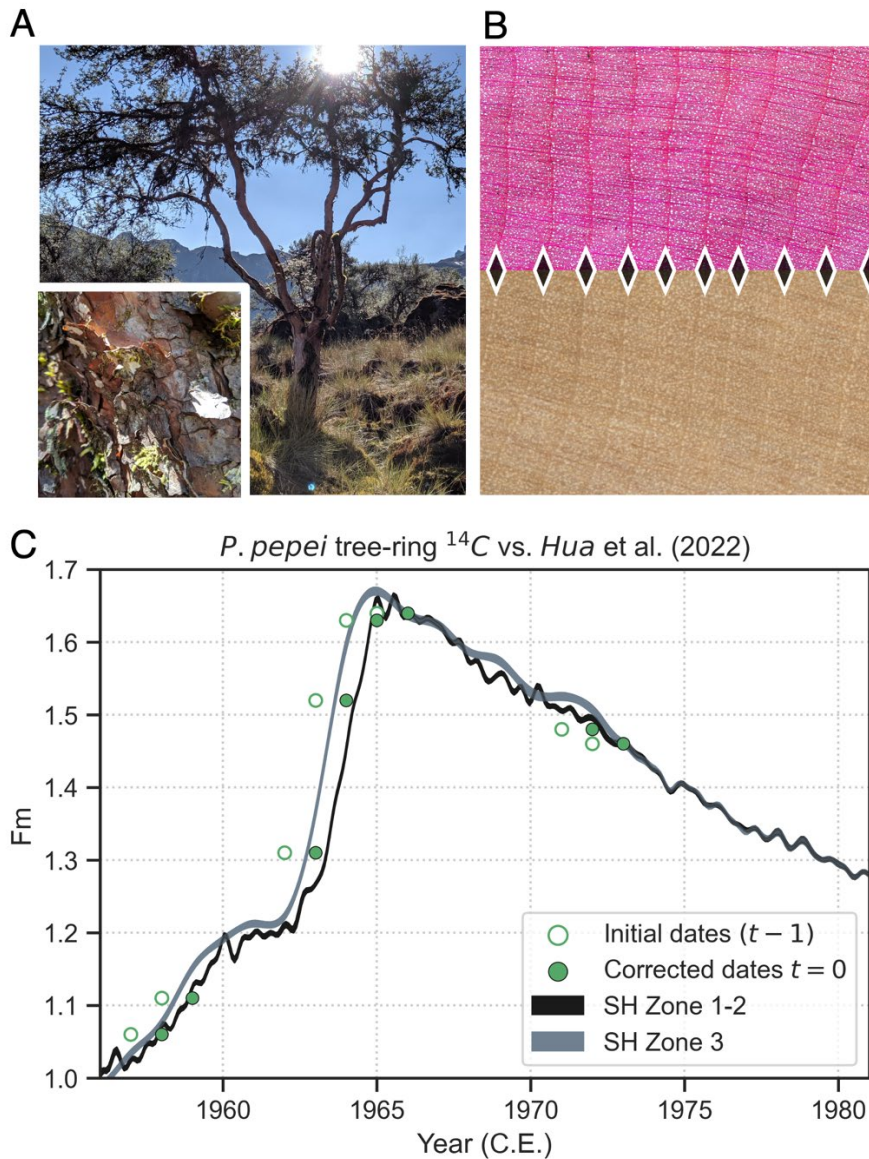 A
B
C
P. pepei tree-ring ¹⁴C vs. Hua et al. (2022)
Fm
1.7
1.6
1.5
1.4
1.3
1.2
1.1
1.0
Initial dates (t − 1)
Corrected dates t = 0
SH Zone 1-2
SH Zone 3
1960
1965
1970
1975
1980
Year (C.E.)